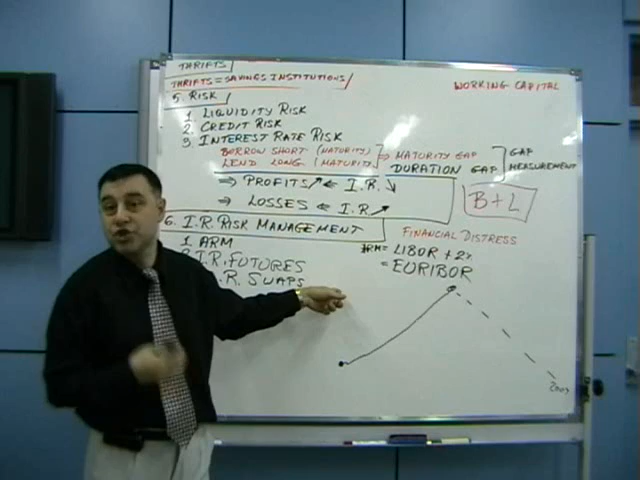 THRIFTS
THRIFTS = SAVINGS INSTITUTIONS
WORKING CAPITAL
5. RISK
1. LIQUIDITY RISK
2. CREDIT RISK
3. INTEREST RATE RISK
BORROW SHORT (MATURITY) ⇒ MATURITY GAP
LEND LONG (MATURITY) DURATION GAP
GAP MEASUREMENT
⇒ PROFITS ↗ ⇐ I.R. ↘
⇒ LOSSES ⇐ I.R. ↗
B + L
6. I.R. RISK MANAGEMENT
FINANCIAL DISTRESS
1. ARM
= LIBOR + 2%
I.R. FUTURES
= EURIBOR
R. SWAPS